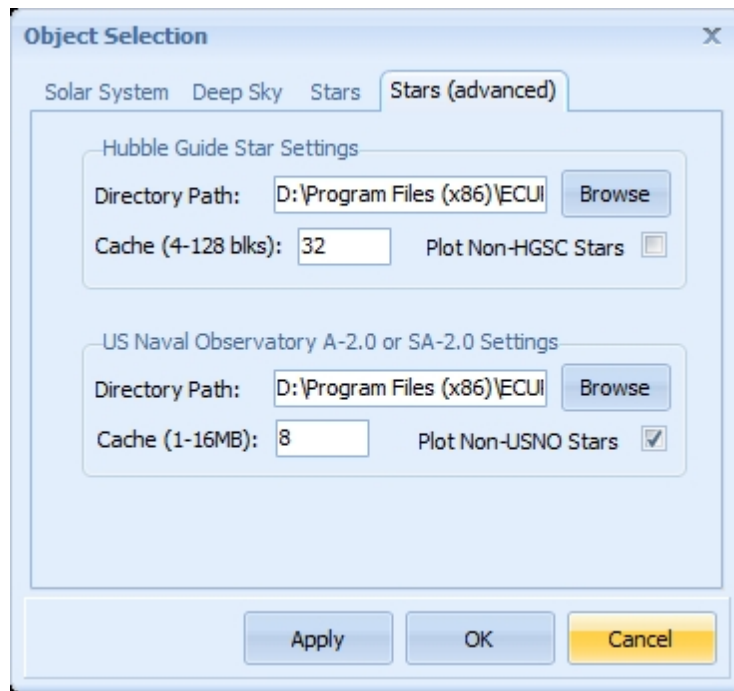 Object Selection X
Solar System Deep Sky Stars Stars (advanced)
Hubble Guide Star Settings
Directory Path: D:\Program Files (x86)\ECU Browse
Cache (4-128 blks): 32 Plot Non-HGSC Stars
US Naval Observatory A-2.0 or SA-2.0 Settings
Directory Path: D:\Program Files (x86)\ECU Browse
Cache (1-16MB): 8 Plot Non-USNO Stars
Apply OK Cancel